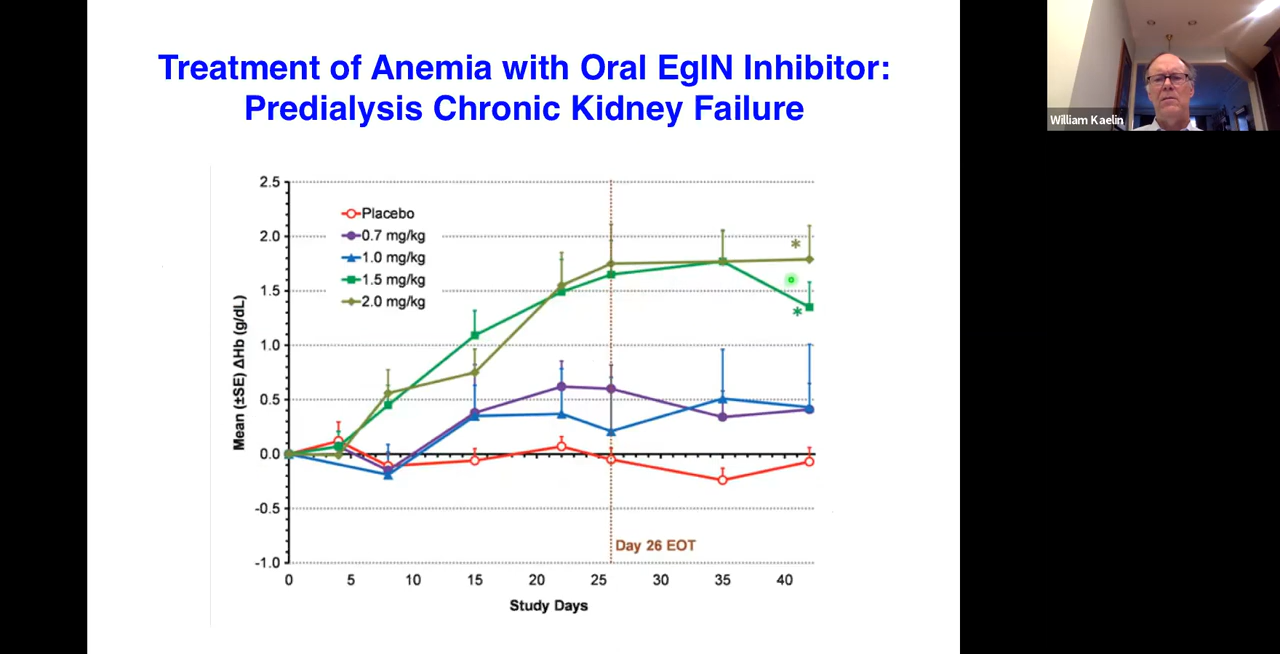 Treatment of Anemia with Oral EglN Inhibitor:
Predialysis Chronic Kidney Failure
William Kaelin
Mean (±SE) ΔHb (g/dL)
2.5
2.0
1.5
1.0
0.5
0.0
-0.5
-1.0
Placebo
0.7 mg/kg
1.0 mg/kg
1.5 mg/kg
2.0 mg/kg
*
*
Day 26 EOT
0 5 10 15 20 25 30 35 40
Study Days